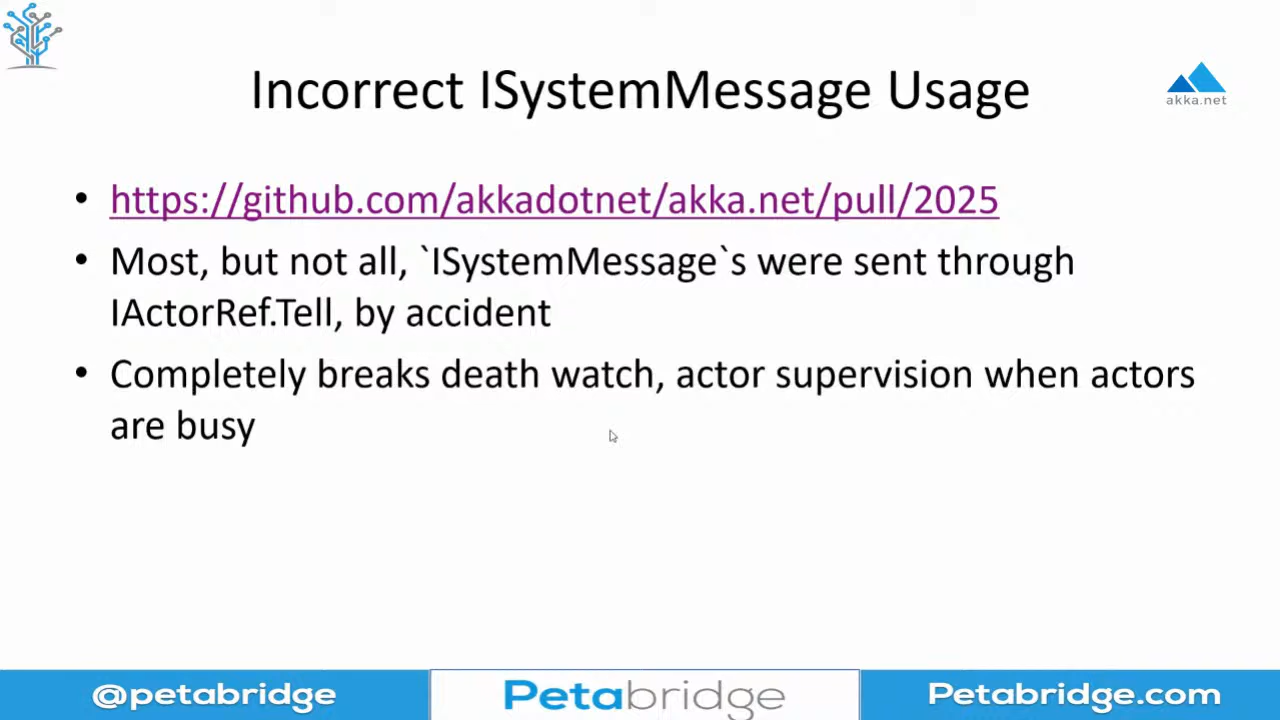 Incorrect ISystemMessage Usage
akka.net
• https://github.com/akkadotnet/akka.net/pull/2025
• Most, but not all, `ISystemMessage`s were sent through
IActorRef.Tell, by accident
• Completely breaks death watch, actor supervision when actors
are busy
@petabridge
Petabridge
Petabridge.com